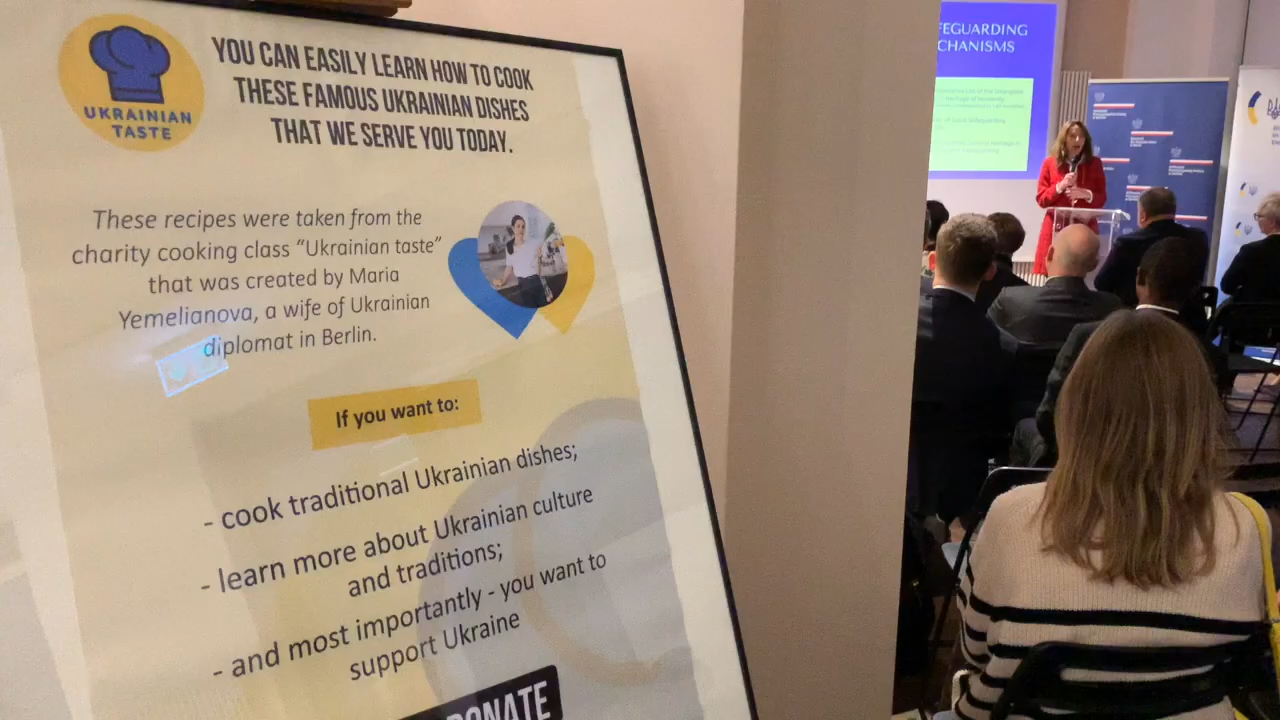 UKRAINIAN
TASTE
YOU CAN EASILY LEARN HOW TO COOK
THESE FAMOUS UKRAINIAN DISHES
THAT WE SERVE YOU TODAY.
These recipes were taken from the
charity cooking class “Ukrainian taste”
that was created by Maria
Yemelianova, a wife of Ukrainian
diplomat in Berlin.
If you want to:
- cook traditional Ukrainian dishes;
- learn more about Ukrainian culture
and traditions;
- and most importantly - you want to
support Ukraine
DONATE
FEGUARDING
CHANISMS